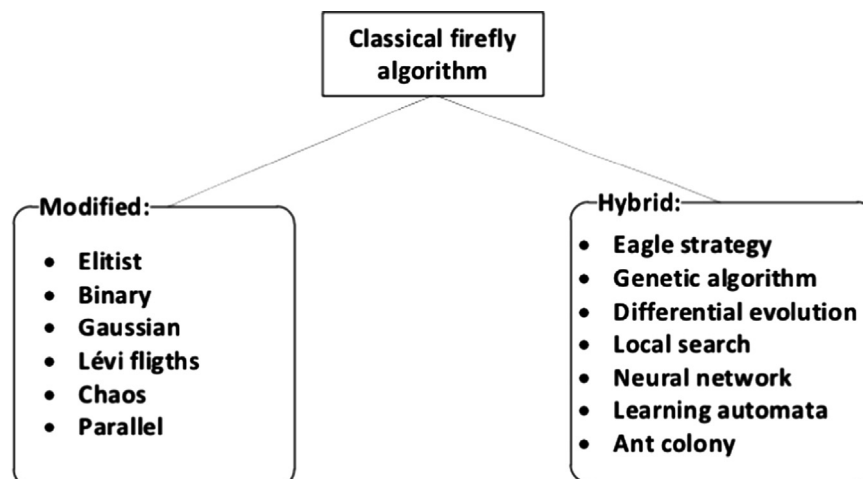 Classical firefly
algorithm
Modified:
• Elitist
• Binary
• Gaussian
• Lévi fligths
• Chaos
• Parallel
Hybrid:
• Eagle strategy
• Genetic algorithm
• Differential evolution
• Local search
• Neural network
• Learning automata
• Ant colony